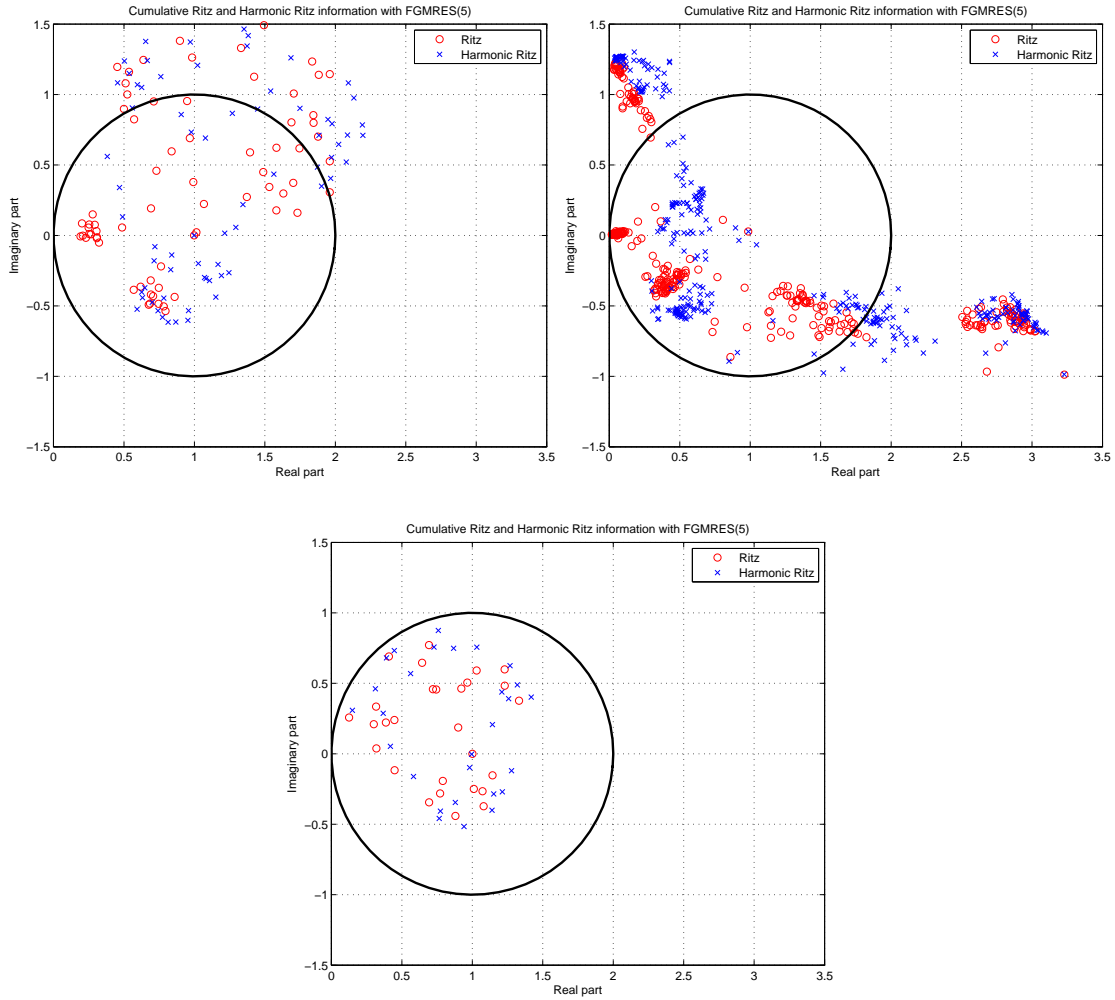 Cumulative Ritz and Harmonic Ritz information with FGMRES(5)
1.5
1
0.5
0
−0.5
−1
−1.5
Imaginary part
Ritz
Harmonic Ritz
0 0.5 1 1.5 2 2.5 3 3.5
Real part
Cumulative Ritz and Harmonic Ritz information with FGMRES(5)
1.5
1
0.5
0
−0.5
−1
−1.5
Imaginary part
Ritz
Harmonic Ritz
0 0.5 1 1.5 2 2.5 3 3.5
Real part
Cumulative Ritz and Harmonic Ritz information with FGMRES(5)
1.5
1
0.5
0
−0.5
−1
−1.5
Imaginary part
Ritz
Harmonic Ritz
0 0.5 1 1.5 2 2.5 3 3.5
Real part